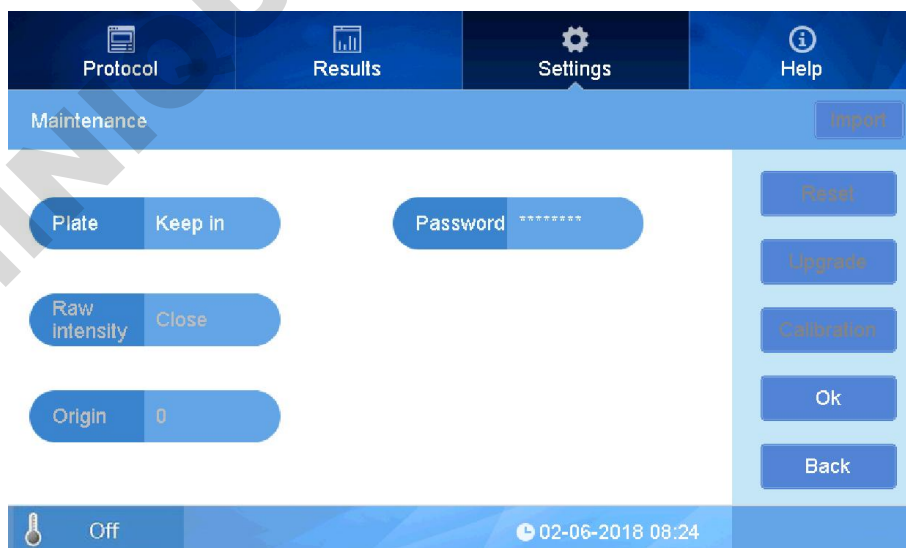 Protocol
Results
Settings
Help
Maintenance
Import
Plate Keep in
Password ********
Reset
Upgrade
Raw
intensity
Close
Calibration
Origin 0
Ok
Back
Off
02-06-2018 08:24